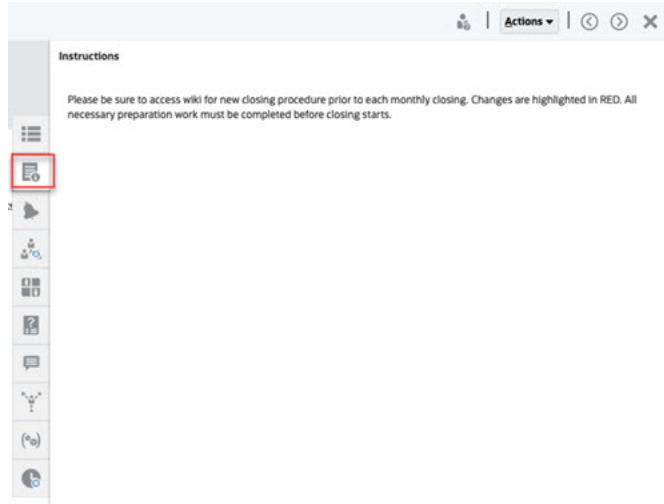 Actions
Instructions
Please be sure to access wiki for new closing procedure prior to each monthly closing. Changes are highlighted in RED. All
necessary preparation work must be completed before closing starts.